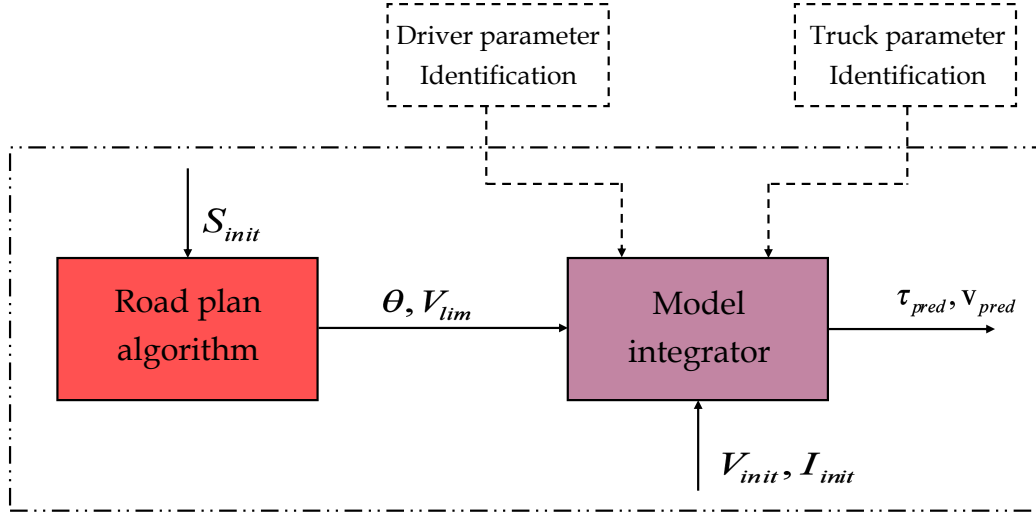 Driver parameter
Identification
Truck parameter
Identification
S_init
Road plan
algorithm
θ, V_lim
Model
integrator
τ_pred, v_pred
V_init, I_init